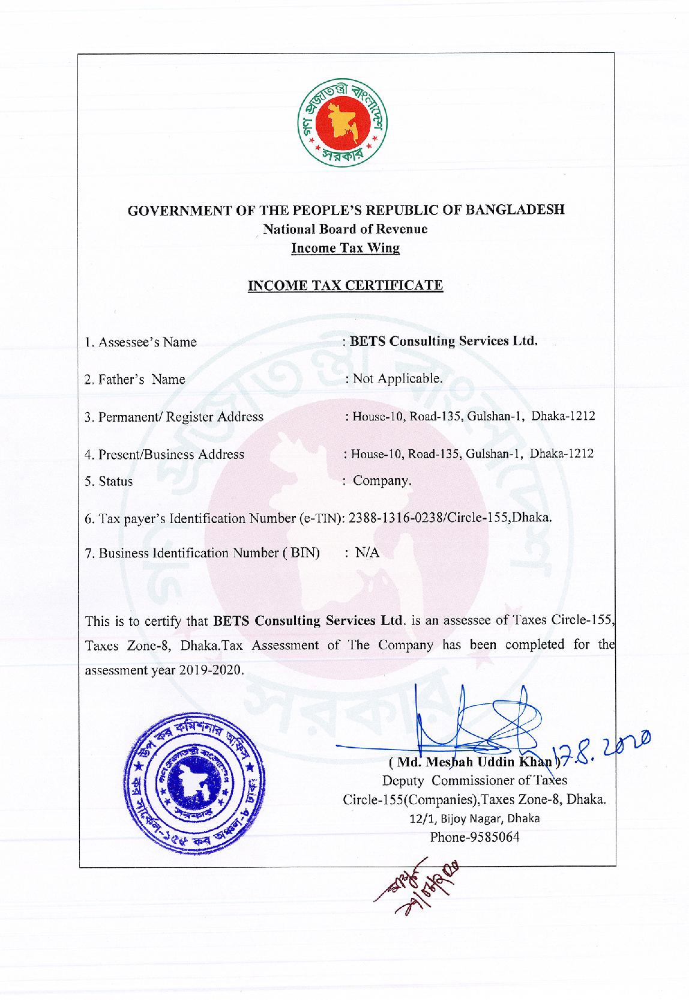 গণ প্রজাতন্ত্রী বাংলাদেশ
সরকার
GOVERNMENT OF THE PEOPLE'S REPUBLIC OF BANGLADESH
National Board of Revenue
Income Tax Wing
INCOME TAX CERTIFICATE
1. Assessee's Name : BETS Consulting Services Ltd.
2. Father's Name : Not Applicable.
3. Permanent/ Register Address : House-10, Road-135, Gulshan-1, Dhaka-1212
4. Present/Business Address : House-10, Road-135, Gulshan-1, Dhaka-1212
5. Status : Company.
6. Tax payer's Identification Number (e-TIN): 2388-1316-0238/Circle-155,Dhaka.
7. Business Identification Number ( BIN) : N/A
This is to certify that BETS Consulting Services Ltd. is an assessee of Taxes Circle-155,
Taxes Zone-8, Dhaka.Tax Assessment of The Company has been completed for the
assessment year 2019-2020.
গণ প্রজাতন্ত্রী বাংলাদেশ
সরকার
উপ কর কমিশনার অফিস
কর সার্কেল-১৫৫ কর অঞ্চল-৮ ঢাকা
গণ প্রজাতন্ত্রী বাংলাদেশ
সরকার
17.8.2020
( Md. Mesbah Uddin Khan )
Deputy Commissioner of Taxes
Circle-155(Companies),Taxes Zone-8, Dhaka.
12/1, Bijoy Nagar, Dhaka
Phone-9585064